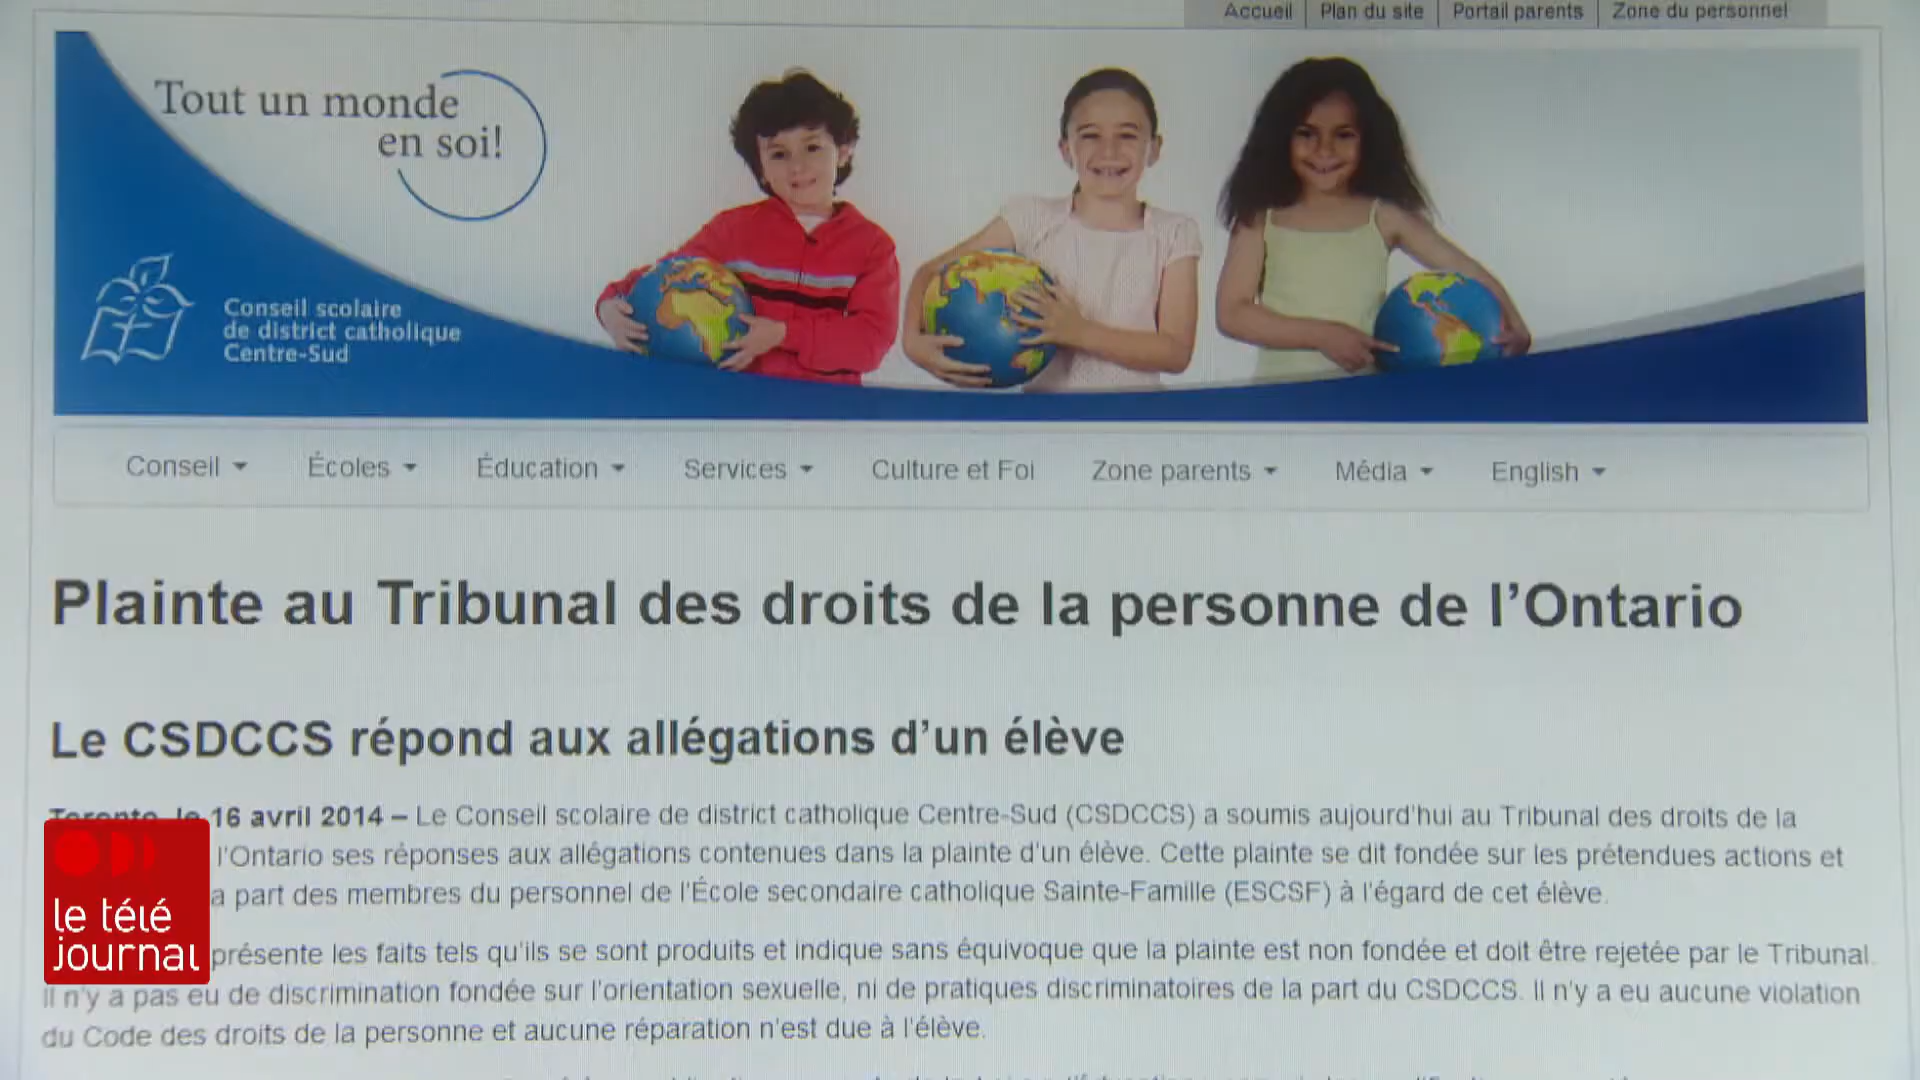 Accueil Plan du site Portail parents Zone du personnel
Tout un monde
en soi!
Conseil scolaire
de district catholique
Centre-Sud
Conseil Écoles Éducation Services Culture et Foi Zone parents Média English
Plainte au Tribunal des droits de la personne de l'Ontario
Le CSDCCS répond aux allégations d'un élève
Toronto, le 16 avril 2014 – Le Conseil scolaire de district catholique Centre-Sud (CSDCCS) a soumis aujourd'hui au Tribunal des droits de la
l'Ontario ses réponses aux allégations contenues dans la plainte d'un élève. Cette plainte se dit fondée sur les prétendues actions et
a part des membres du personnel de l'École secondaire catholique Sainte-Famille (ESCSF) à l'égard de cet élève.
présente les faits tels qu'ils se sont produits et indique sans équivoque que la plainte est non fondée et doit être rejetée par le Tribunal.
Il n'y a pas eu de discrimination fondée sur l'orientation sexuelle, ni de pratiques discriminatoires de la part du CSDCCS. Il n'y a eu aucune violation
du Code des droits de la personne et aucune réparation n'est due à l'élève.
le télé
journal